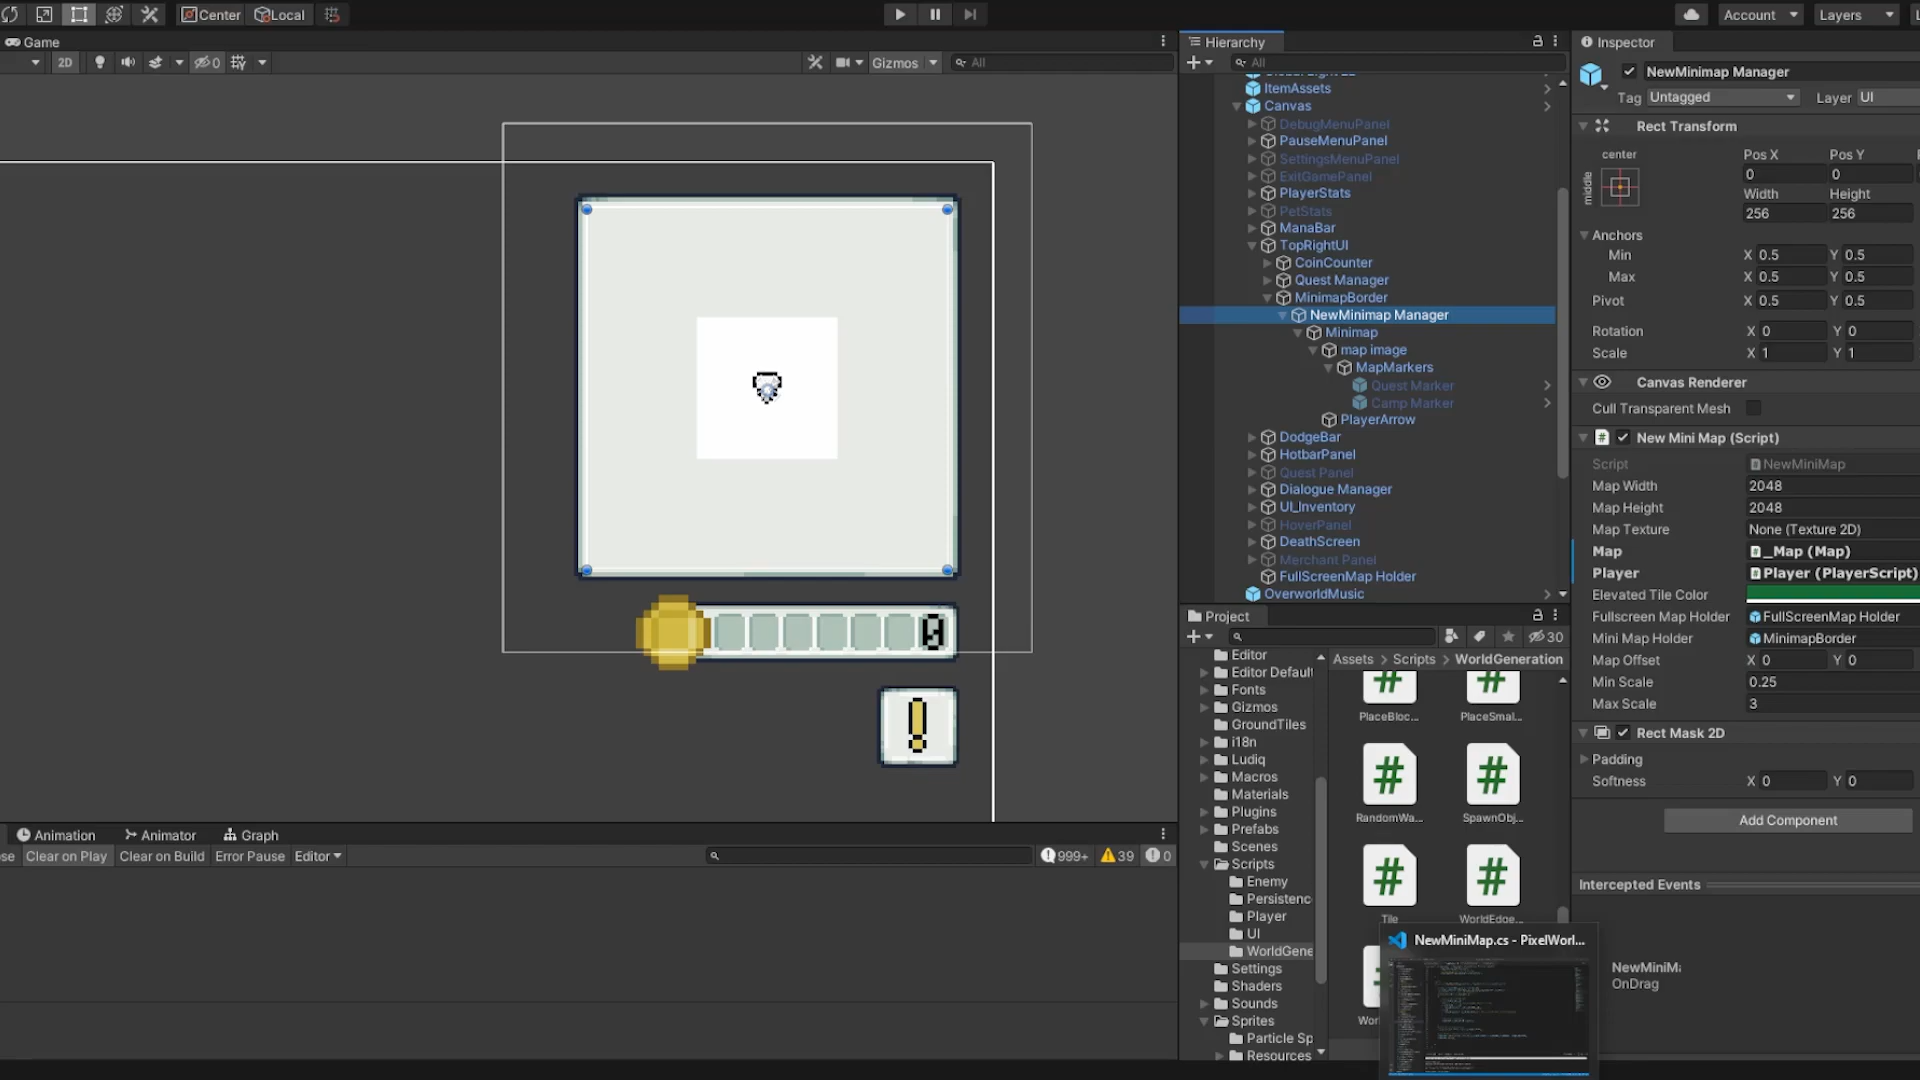 Center
Local
Account
Layers
Game
2D
0
Gizmos
All
Hierarchy
All
ItemAssets
Canvas
DebugMenuPanel
PauseMenuPanel
SettingsMenuPanel
ExitGamePanel
PlayerStats
PetStats
ManaBar
TopRightUI
CoinCounter
Quest Manager
MinimapBorder
NewMinimap Manager
Minimap
map image
MapMarkers
Quest Marker
Camp Marker
PlayerArrow
DodgeBar
HotbarPanel
Quest Panel
Dialogue Manager
UI_Inventory
HoverPanel
DeathScreen
Merchant Panel
FullScreenMap Holder
OverworldMusic
Inspector
NewMinimap Manager
Tag Untagged Layer UI
Rect Transform
center
middle
Pos X Pos Y
0 0
Width Height
256 256
Anchors
Min X 0.5 Y 0.5
Max X 0.5 Y 0.5
Pivot X 0.5 Y 0.5
Rotation X 0 Y 0
Scale X 1 Y 1
Canvas Renderer
Cull Transparent Mesh
New Mini Map (Script)
Script NewMiniMap
Map Width 2048
Map Height 2048
Map Texture None (Texture 2D)
Map _Map (Map)
Player Player (PlayerScript)
Elevated Tile Color
Fullscreen Map Holder FullScreenMap Holder
Mini Map Holder MinimapBorder
Map Offset X 0 Y 0
Min Scale 0.25
Max Scale 3
Rect Mask 2D
Padding
Softness X 0 Y 0
Add Component
Intercepted Events
NewMiniMa
OnDrag
0
!
Animation
Animator
Graph
Clear on Play
Clear on Build
Error Pause
Editor
999+
39
0
Project
30
Editor
Editor Default
Fonts
Gizmos
GroundTiles
i18n
Ludiq
Macros
Materials
Plugins
Prefabs
Scenes
Scripts
Enemy
Persistenc
Player
UI
WorldGene
Settings
Shaders
Sounds
Sprites
Particle Sp
Resources
Assets > Scripts > WorldGeneration
# #
PlaceBloc... PlaceSmal...
# #
RandomWa... SpawnObj...
# #
Tile WorldEdge...
NewMiniMap.cs - PixelWorl...